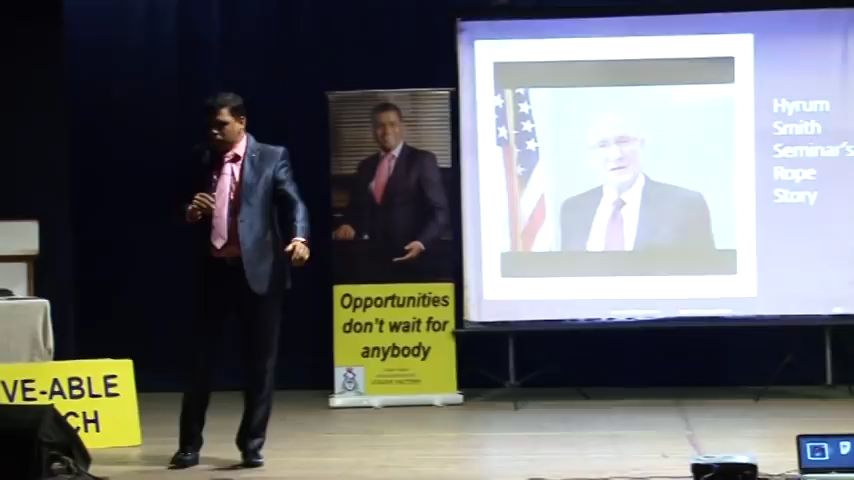 Hyrum
Smith
Seminar's
Rope
Story
Opportunities
don't wait for
anybody
VE-ABLE
CH